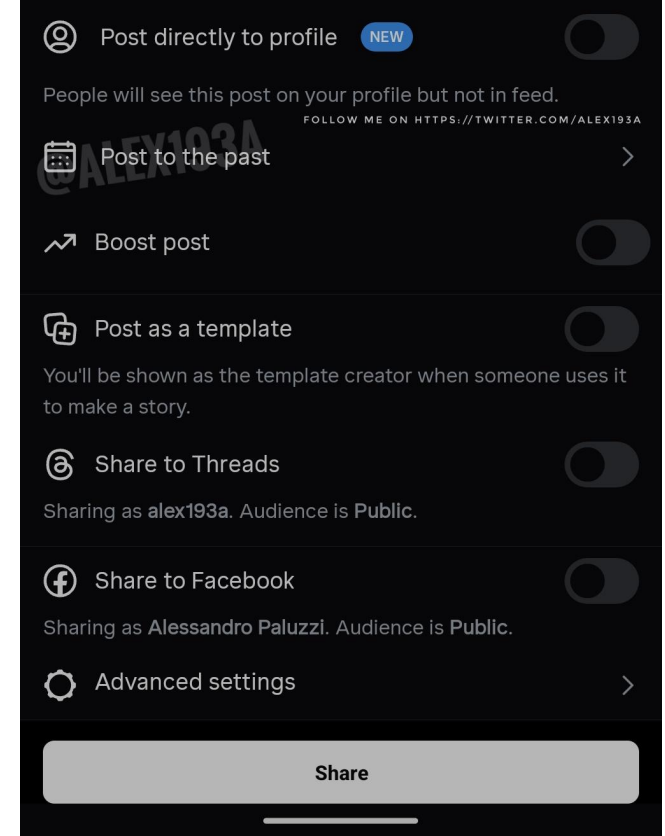 Post directly to profile NEW
People will see this post on your profile but not in feed.
FOLLOW ME ON HTTPS://TWITTER.COM/ALEX193A
@ALEX193A
Post to the past
Boost post
Post as a template
You'll be shown as the template creator when someone uses it
to make a story.
Share to Threads
Sharing as alex193a. Audience is Public.
Share to Facebook
Sharing as Alessandro Paluzzi. Audience is Public.
Advanced settings
Share